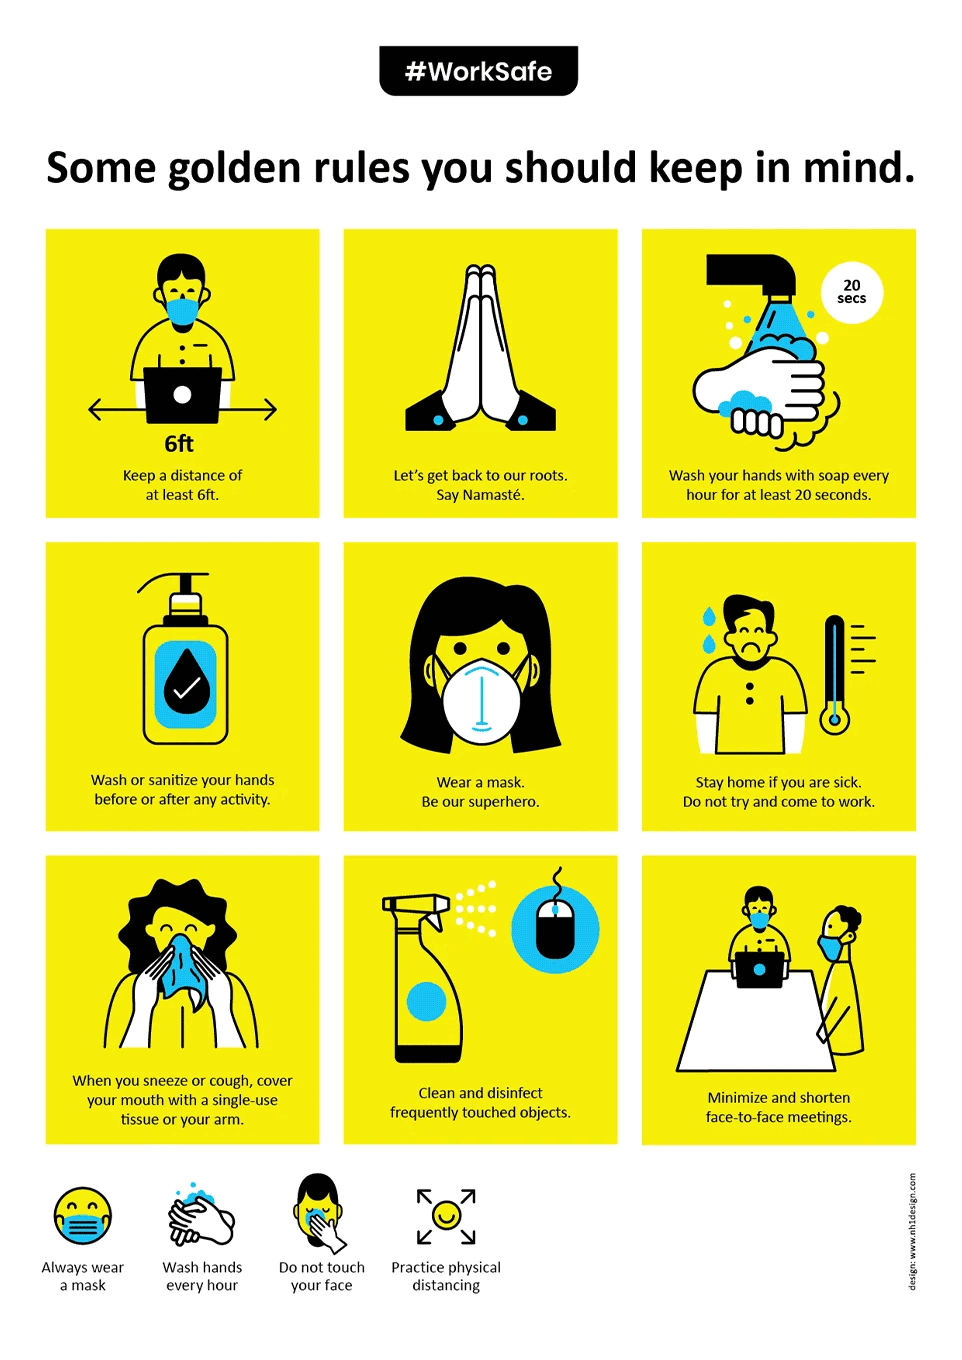 #WorkSafe
Some golden rules you should keep in mind.
6ft
Keep a distance of
at least 6ft.
Let's get back to our roots.
Say Namasté.
20
secs
Wash your hands with soap every
hour for at least 20 seconds.
Wash or sanitize your hands
before or after any activity.
Wear a mask.
Be our superhero.
Stay home if you are sick.
Do not try and come to work.
When you sneeze or cough, cover
your mouth with a single-use
tissue or your arm.
Clean and disinfect
frequently touched objects.
Minimize and shorten
face-to-face meetings.
Always wear
a mask
Wash hands
every hour
Do not touch
your face
Practice physical
distancing
design: www.nh1design.com